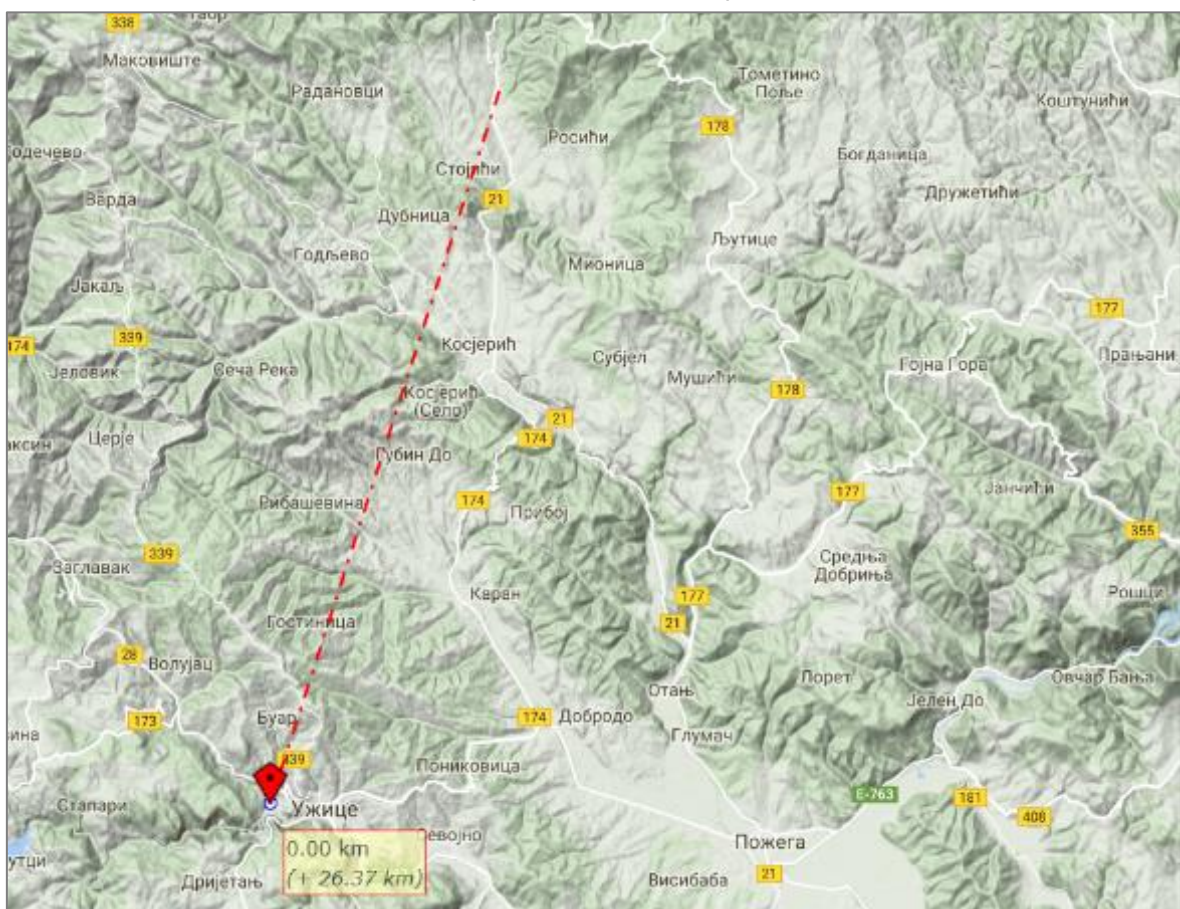 338
Маковиште
Радановци
Тометино
Поље
178
Коштунићи
Росићи
Богданица
Стојићи
Варда
21
Дружетићи
Дубница
Годљево
Љутице
Мионица
Јакаљ
177
339
174
Косјерић
Субјел
Гојна Гора
Прањани
Јеловик
Сеча Река
Мушићи
178
Косјерић
(Село)
21
174
Церје
Губин До
174
Рибашевина
Прибој
177
Јанчићи
355
339
Заглавак
Средња
Добриња
Каран
177
Рошци
21
Гостиница
28
Волујац
Лорет
Овчар Бања
Отањ
Јелен До
173
Буар
174
Добродо
Глумач
339
Пониковица
Е-763
181
Стапари
Ужице
408
Пожега
0.00 km
(+ 26.37 km)
Дријетањ
Висибаба
21